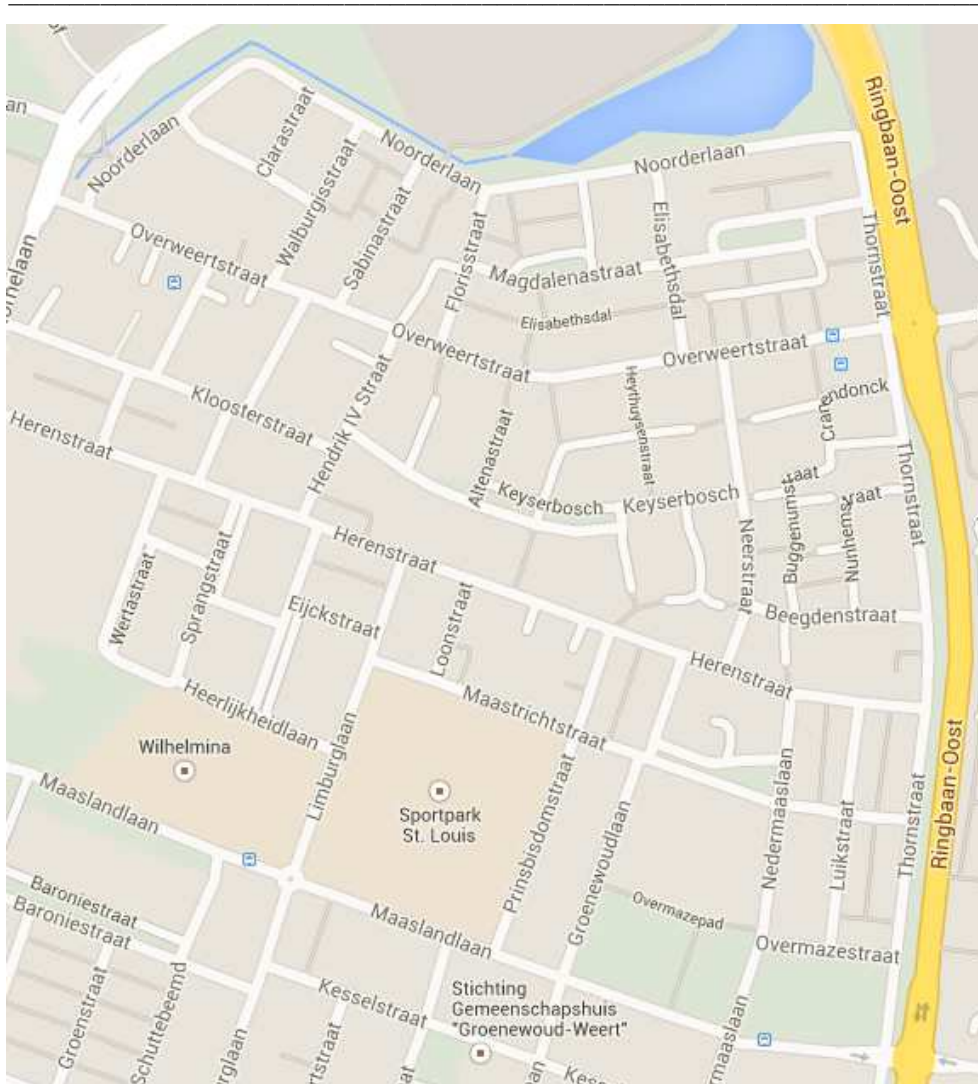 Noorderlaan
Clarastraat
Walburgisstraat
Sabinastraat
Noorderlaan
Noorderlaan
Ringbaan-Oost
Overweertstraat
Florisstraat
Magdalenastraat
Elisabethsdal
Thornstraat
Elisabethsdal
Overweertstraat
Overweertstraat
Kloosterstraat
Hendrik IV Straat
Altenastraat
Heythuysenstraat
Herenstraat
Keyserbosch
Keyserbosch
Neerstraat
Buggenumstraat
Thornstraat
Wertastraat
Sprangstraat
Eijckstraat
Herenstraat
Loonstraat
Beegdenstraat
Heerlijkheidlaan
Maastrichtstraat
Herenstraat
Wilhelmina
Limburglaan
Sportpark
St. Louis
Prinsbisdomstraat
Groenewoudlaan
Nedermaaslaan
Luikstraat
Thornstraat
Ringbaan-Oost
Maaslandlaan
Baroniestraat
Baroniestraat
Maaslandlaan
Overmazepad
Overmazestraat
Groenstraat
Schuttebeemd
Kesselstraat
Stichting
Gemeenschapshuis
"Groenewoud-Weert"